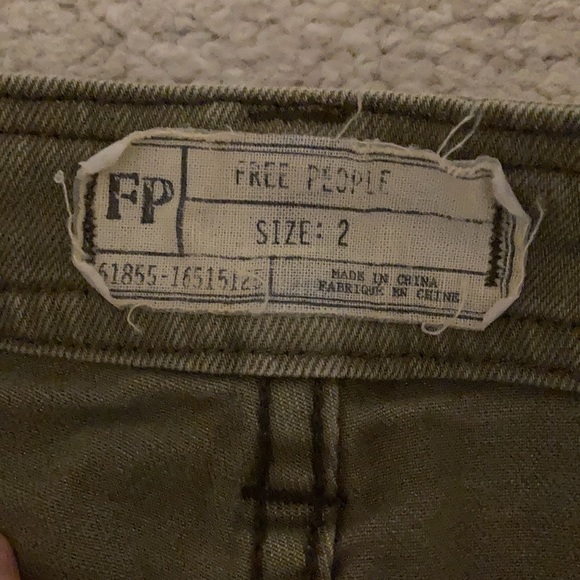 FP
FREE PEOPLE
SIZE: 2
61855-16515125
MADE IN CHINA
FABRIQUE EN CHINE